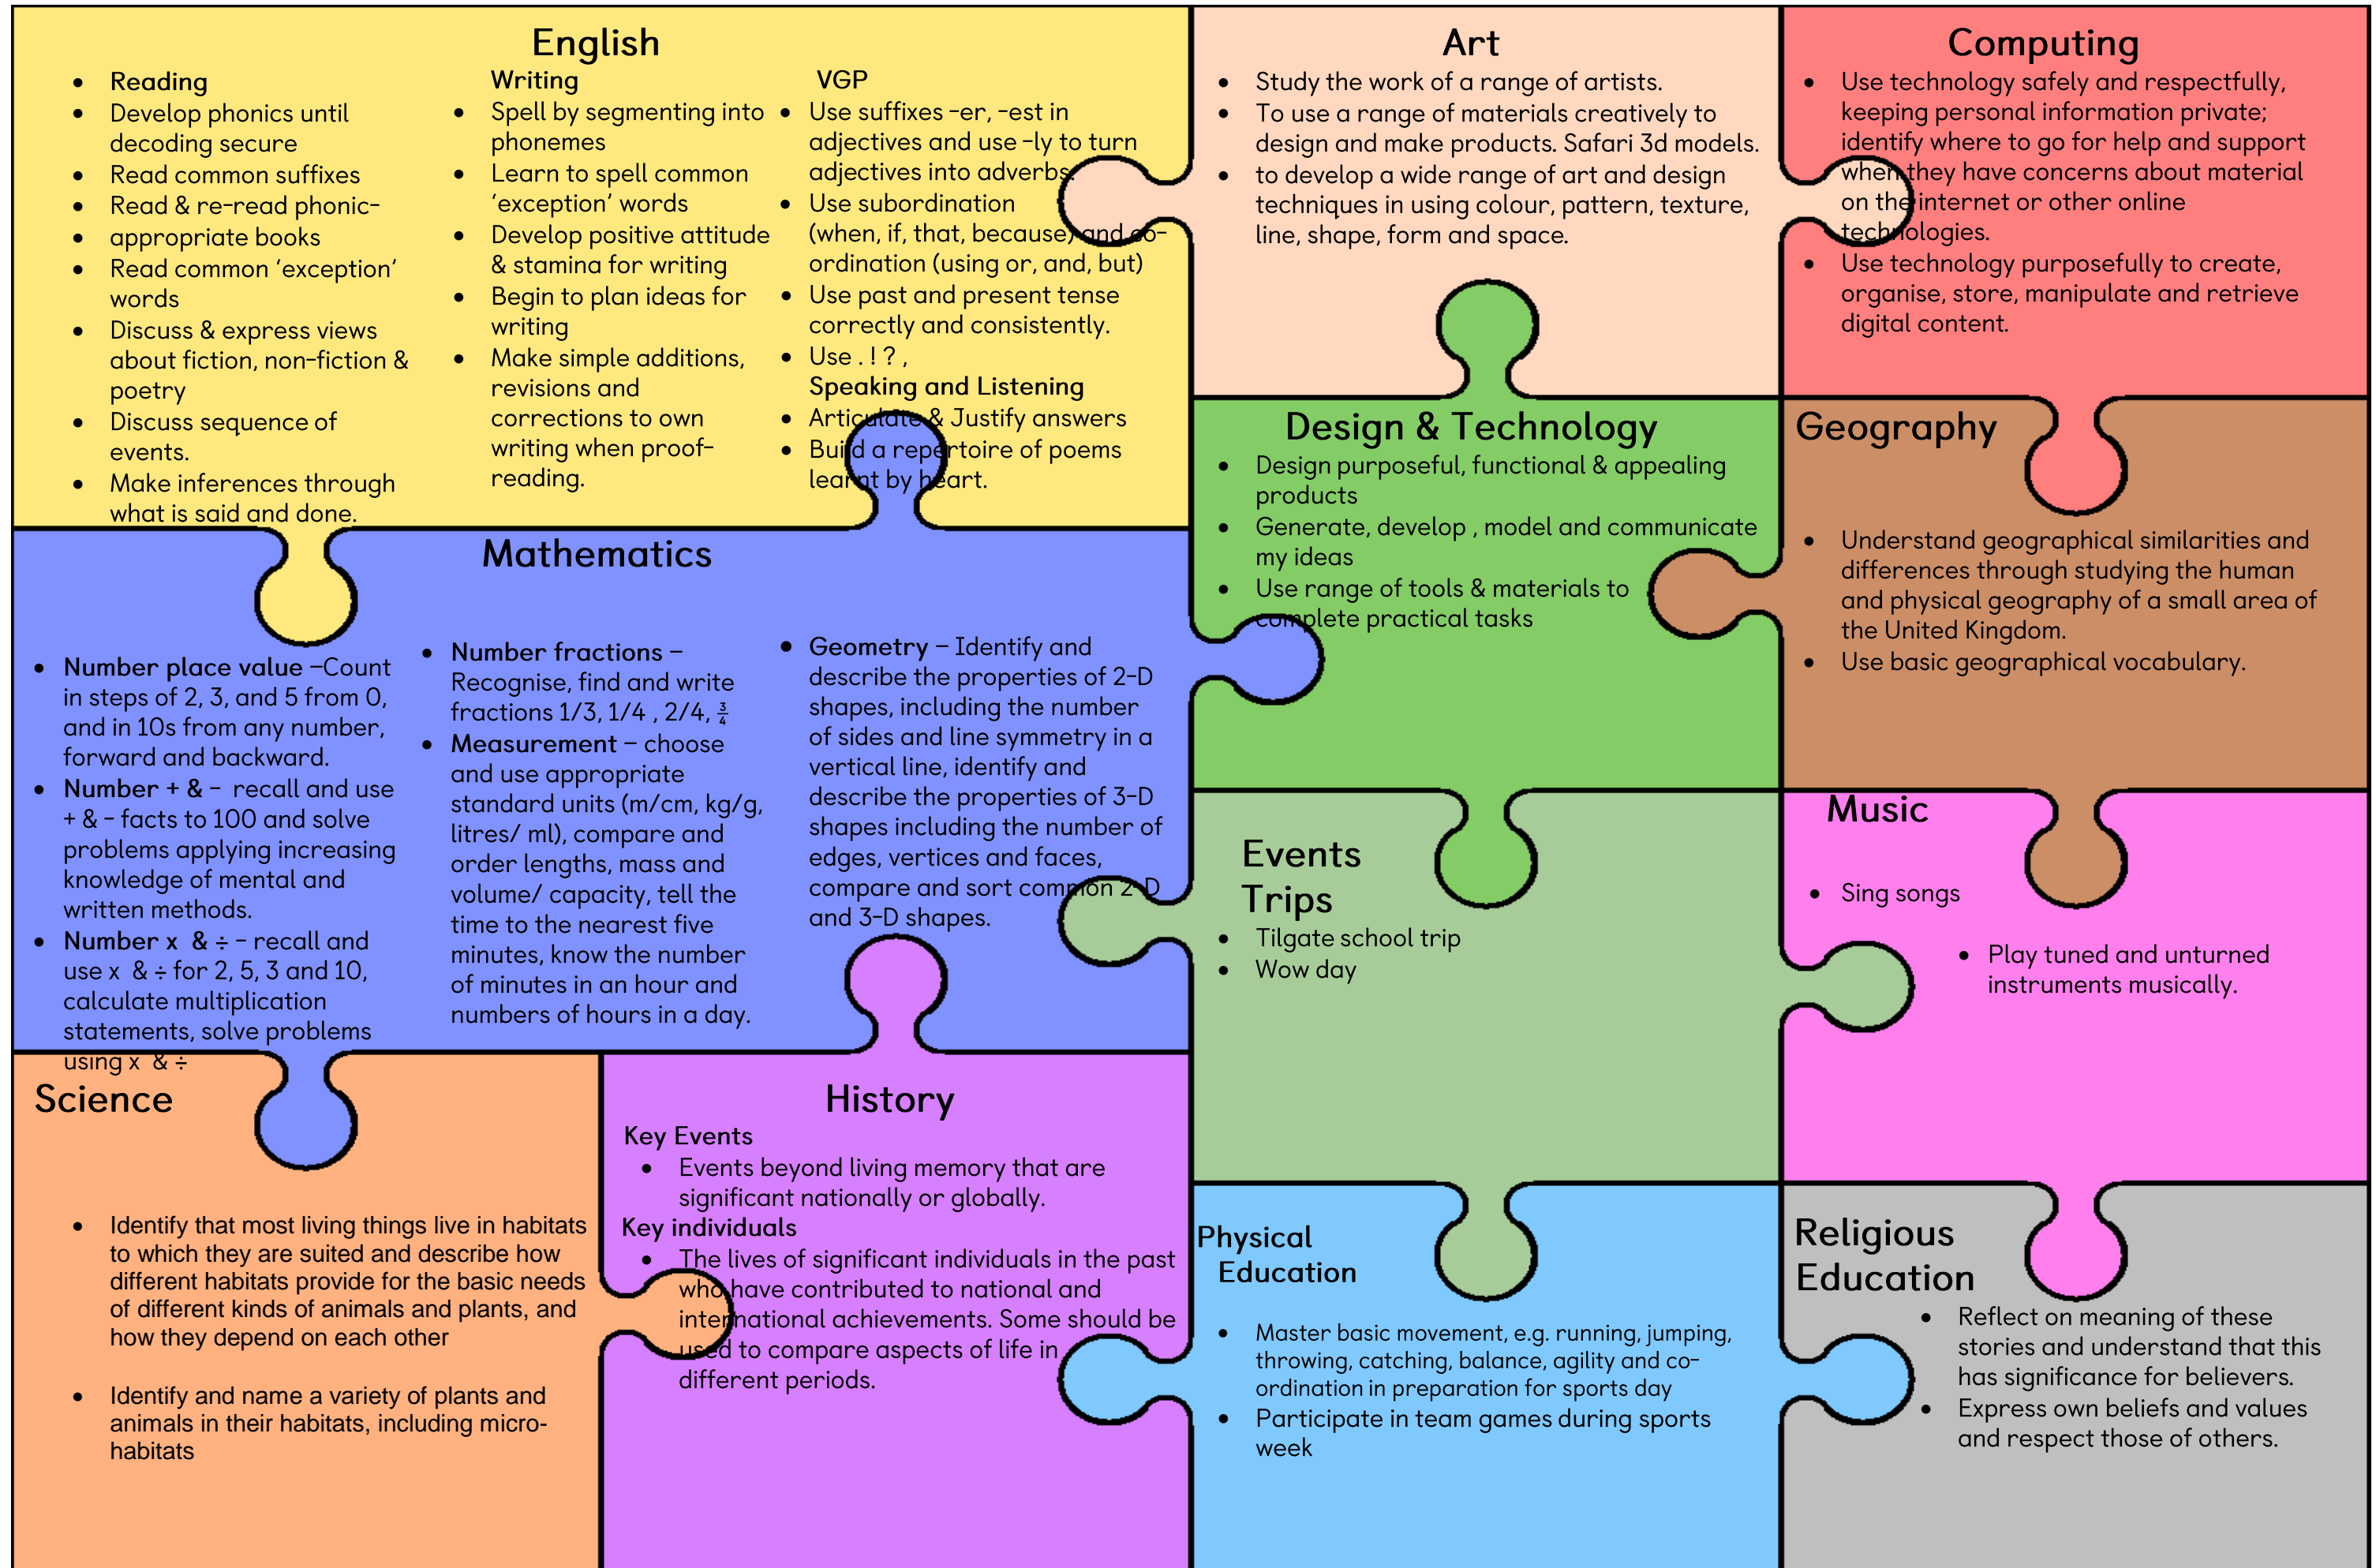 English
Reading
Develop phonics until
decoding secure
Read common suffixes
Read & re-read phonic-
appropriate books
Read common ‘exception’
words
Discuss & express views
about fiction, non-fiction &
poetry
Discuss sequence of
events.
Make inferences through
what is said and done.
Writing
Spell by segmenting into
phonemes
Learn to spell common
‘exception’ words
Develop positive attitude
& stamina for writing
Begin to plan ideas for
writing
Make simple additions,
revisions and
corrections to own
writing when proof-
reading.
VGP
Use suffixes –er, –est in
adjectives and use –ly to turn
adjectives into adverbs.
Use subordination
(when, if, that, because) and co-
ordination (using or, and, but)
Use past and present tense
correctly and consistently.
Use . ! ? ,
Speaking and Listening
Articulate & Justify answers
Build a repertoire of poems
learnt by heart.
Art
Study the work of a range of artists.
To use a range of materials creatively to
design and make products. Safari 3d models.
to develop a wide range of art and design
techniques in using colour, pattern, texture,
line, shape, form and space.
Computing
Use technology safely and respectfully,
keeping personal information private;
identify where to go for help and support
when they have concerns about material
on the internet or other online
technologies.
Use technology purposefully to create,
organise, store, manipulate and retrieve
digital content.
Mathematics
Number place value –Count
in steps of 2, 3, and 5 from 0,
and in 10s from any number,
forward and backward.
Number + & – recall and use
+ & – facts to 100 and solve
problems applying increasing
knowledge of mental and
written methods.
Number x & ÷ – recall and
use x & ÷ for 2, 5, 3 and 10,
calculate multiplication
statements, solve problems
using x & ÷
Number fractions –
Recognise, find and write
fractions 1/3, 1/4 , 2/4, ¾
Measurement – choose
and use appropriate
standard units (m/cm, kg/g,
litres/ ml), compare and
order lengths, mass and
volume/ capacity, tell the
time to the nearest five
minutes, know the number
of minutes in an hour and
numbers of hours in a day.
Geometry – Identify and
describe the properties of 2-D
shapes, including the number
of sides and line symmetry in a
vertical line, identify and
describe the properties of 3-D
shapes including the number of
edges, vertices and faces,
compare and sort common 2-D
and 3-D shapes.
Design & Technology
Design purposeful, functional & appealing
products
Generate, develop , model and communicate
my ideas
Use range of tools & materials to
complete practical tasks
Geography
Understand geographical similarities and
differences through studying the human
and physical geography of a small area of
the United Kingdom.
Use basic geographical vocabulary.
Events
Trips
Tilgate school trip
Wow day
Music
Sing songs
Play tuned and unturned
instruments musically.
Science
Identify that most living things live in habitats
to which they are suited and describe how
different habitats provide for the basic needs
of different kinds of animals and plants, and
how they depend on each other
Identify and name a variety of plants and
animals in their habitats, including micro-
habitats
History
Key Events
Events beyond living memory that are
significant nationally or globally.
Key individuals
The lives of significant individuals in the past
who have contributed to national and
international achievements. Some should be
used to compare aspects of life in
different periods.
Physical
Education
Master basic movement, e.g. running, jumping,
throwing, catching, balance, agility and co-
ordination in preparation for sports day
Participate in team games during sports
week
Religious
Education
Reflect on meaning of these
stories and understand that this
has significance for believers.
Express own beliefs and values
and respect those of others.